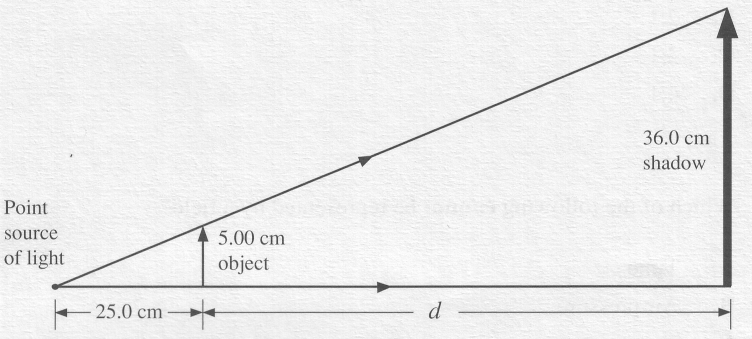 36.0 cm
shadow
Point
source
of light
5.00 cm
object
25.0 cm
d